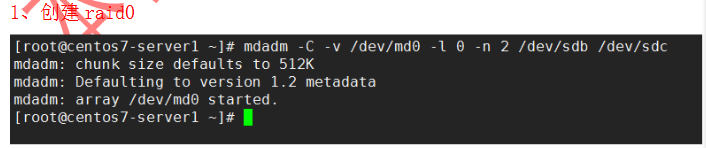 1、创建 raid0
[root@centos7-server1 ~]# mdadm -C -v /dev/md0 -l 0 -n 2 /dev/sdb /dev/sdc
mdadm: chunk size defaults to 512K
mdadm: Defaulting to version 1.2 metadata
mdadm: array /dev/md0 started.
[root@centos7-server1 ~]#